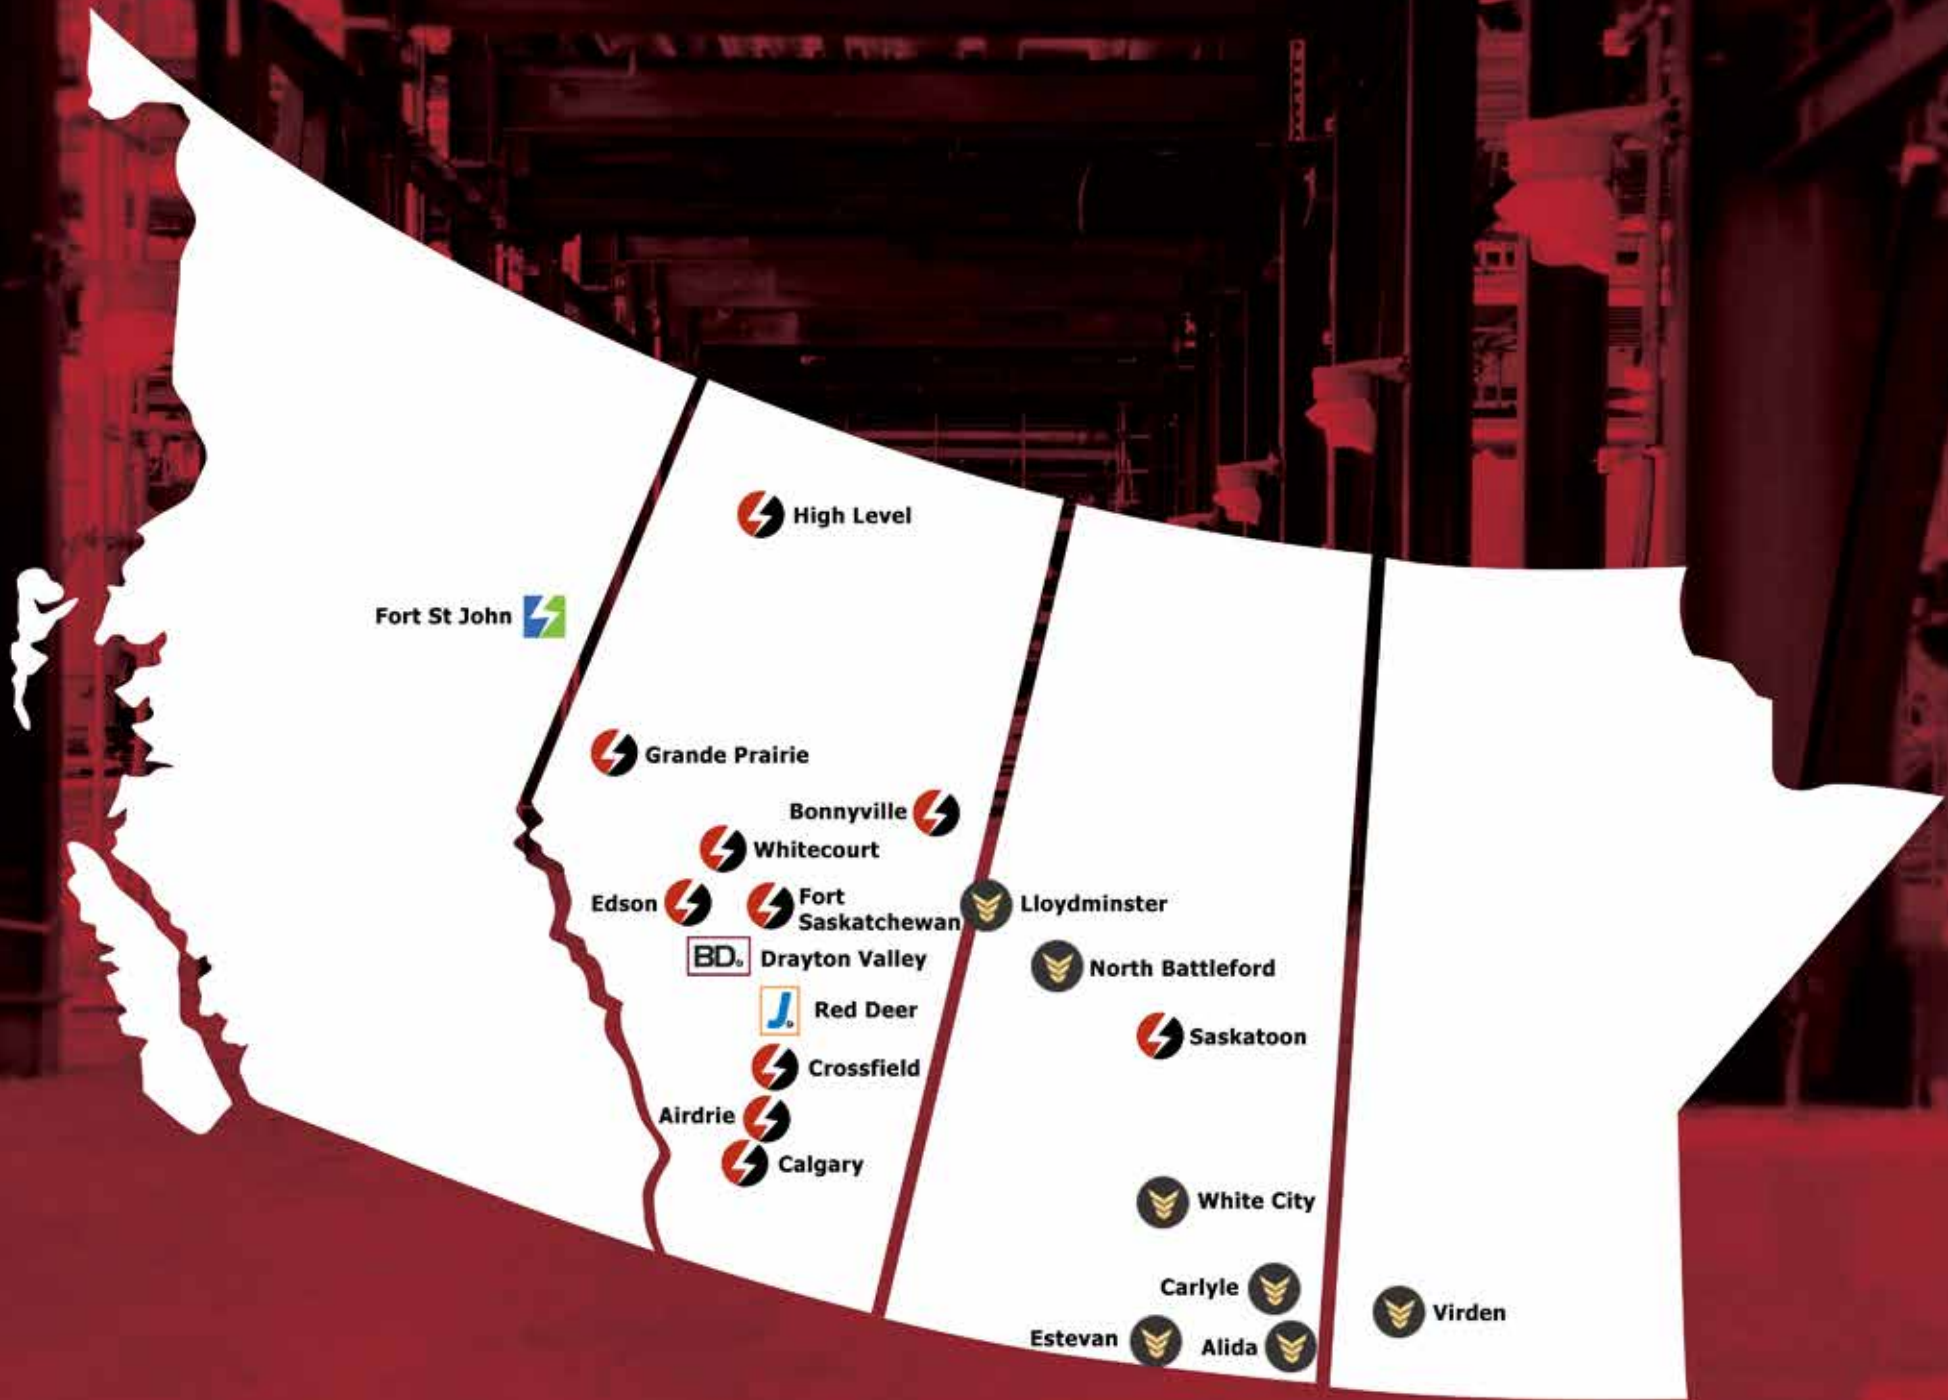 High Level
Fort St John
Grande Prairie
Bonnyville
Whitecourt
Edson
Fort
Saskatchewan
Lloydminster
BD.
Drayton Valley
North Battleford
J.
Red Deer
Saskatoon
Crossfield
Airdrie
Calgary
White City
Carlyle
Virden
Estevan
Alida